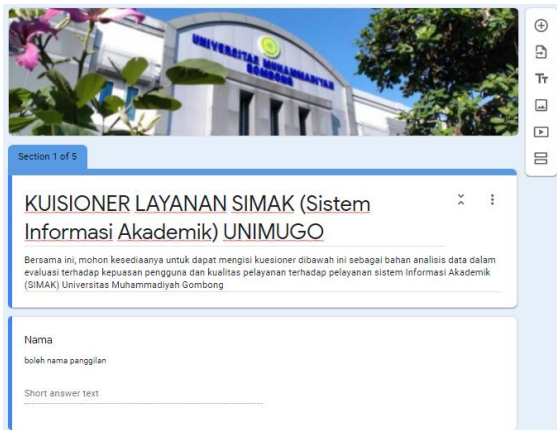 UNIVERSITAS MUHAMMADIYAH
GOMBONG
Section 1 of 5
KUISIONER LAYANAN SIMAK (Sistem
Informasi Akademik) UNIMUGO
Bersama ini, mohon kesediaanya untuk dapat mengisi kuesioner dibawah ini sebagai bahan analisis data dalam
evaluasi terhadap kepuasan pengguna dan kualitas pelayanan terhadap pelayanan sistem Informasi Akademik
(SIMAK) Universitas Muhammadiyah Gombong
Nama
boleh nama panggilan
Short answer text
Tт